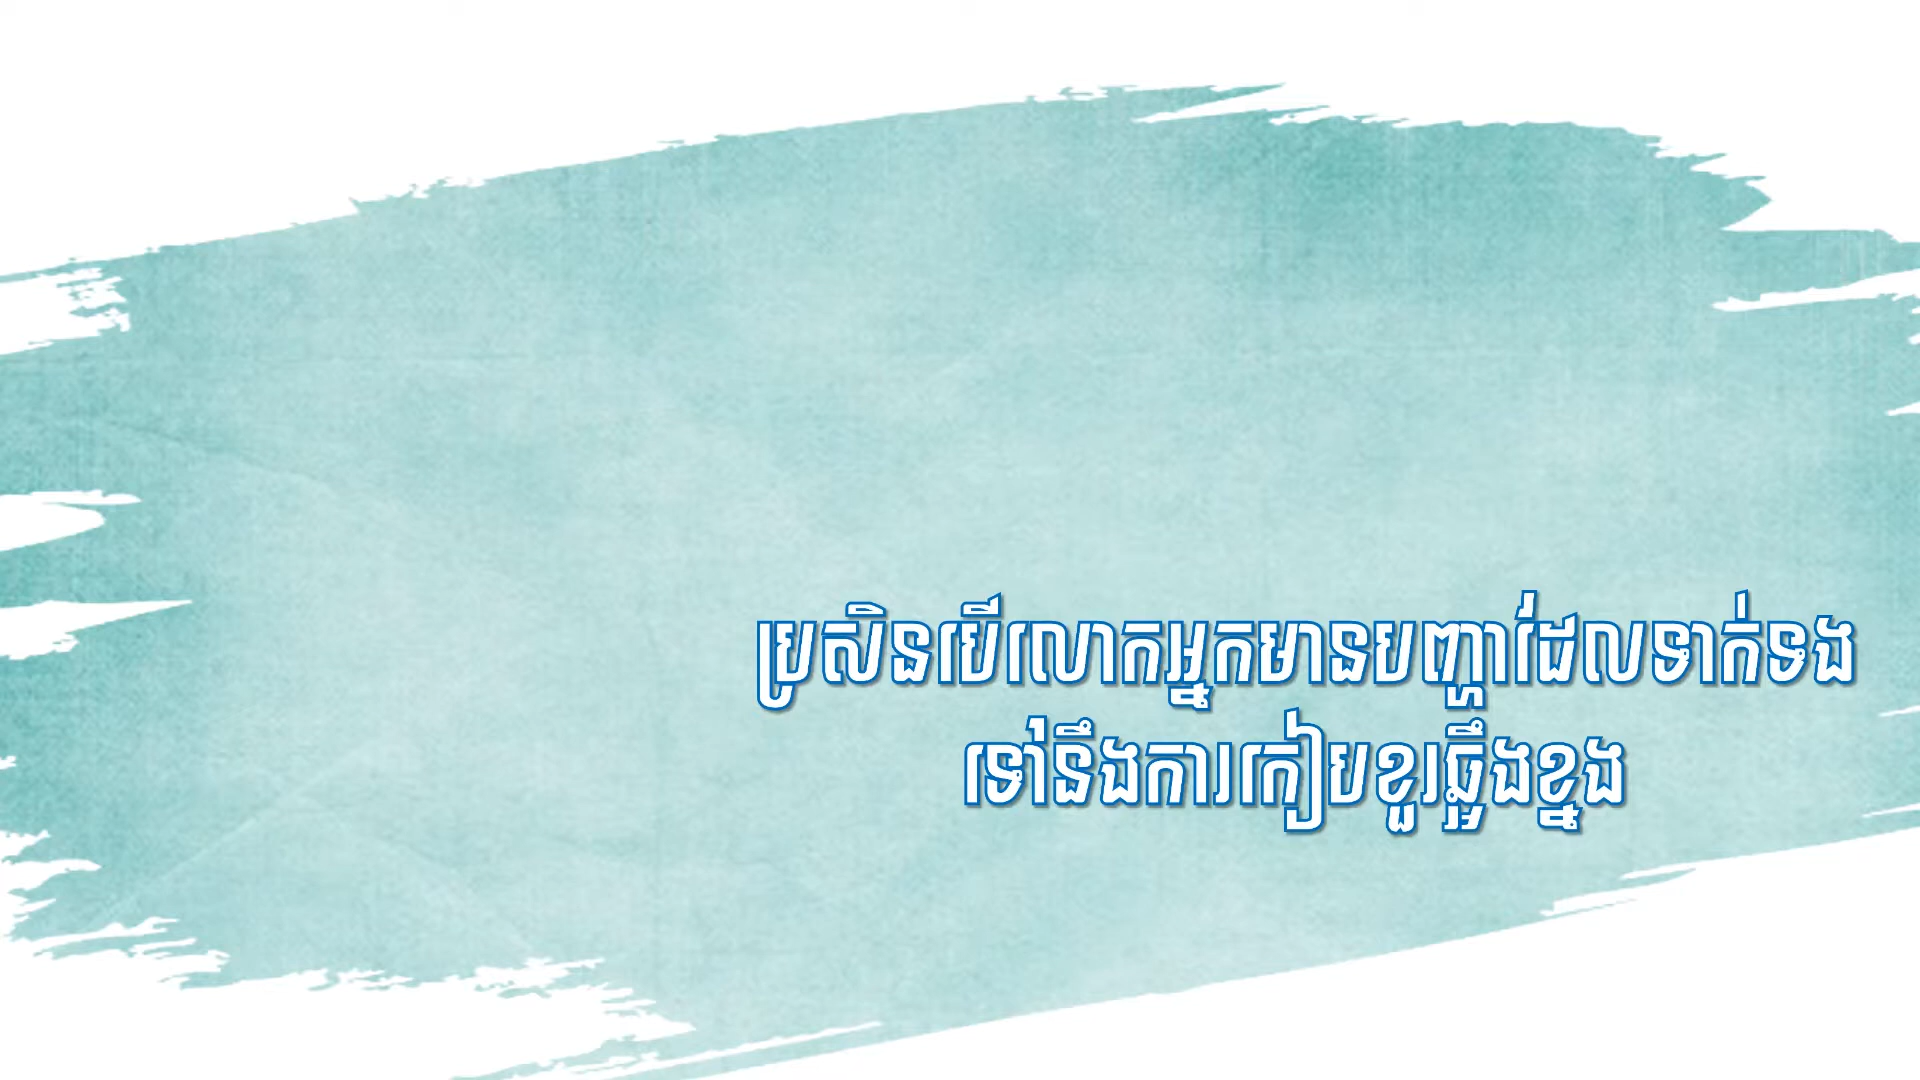 ប្រសិនបើលោកអ្នកមានបញ្ហាដែលទាក់ទង
ទៅនឹងការកៀបខួរឆ្អឹងខ្នង